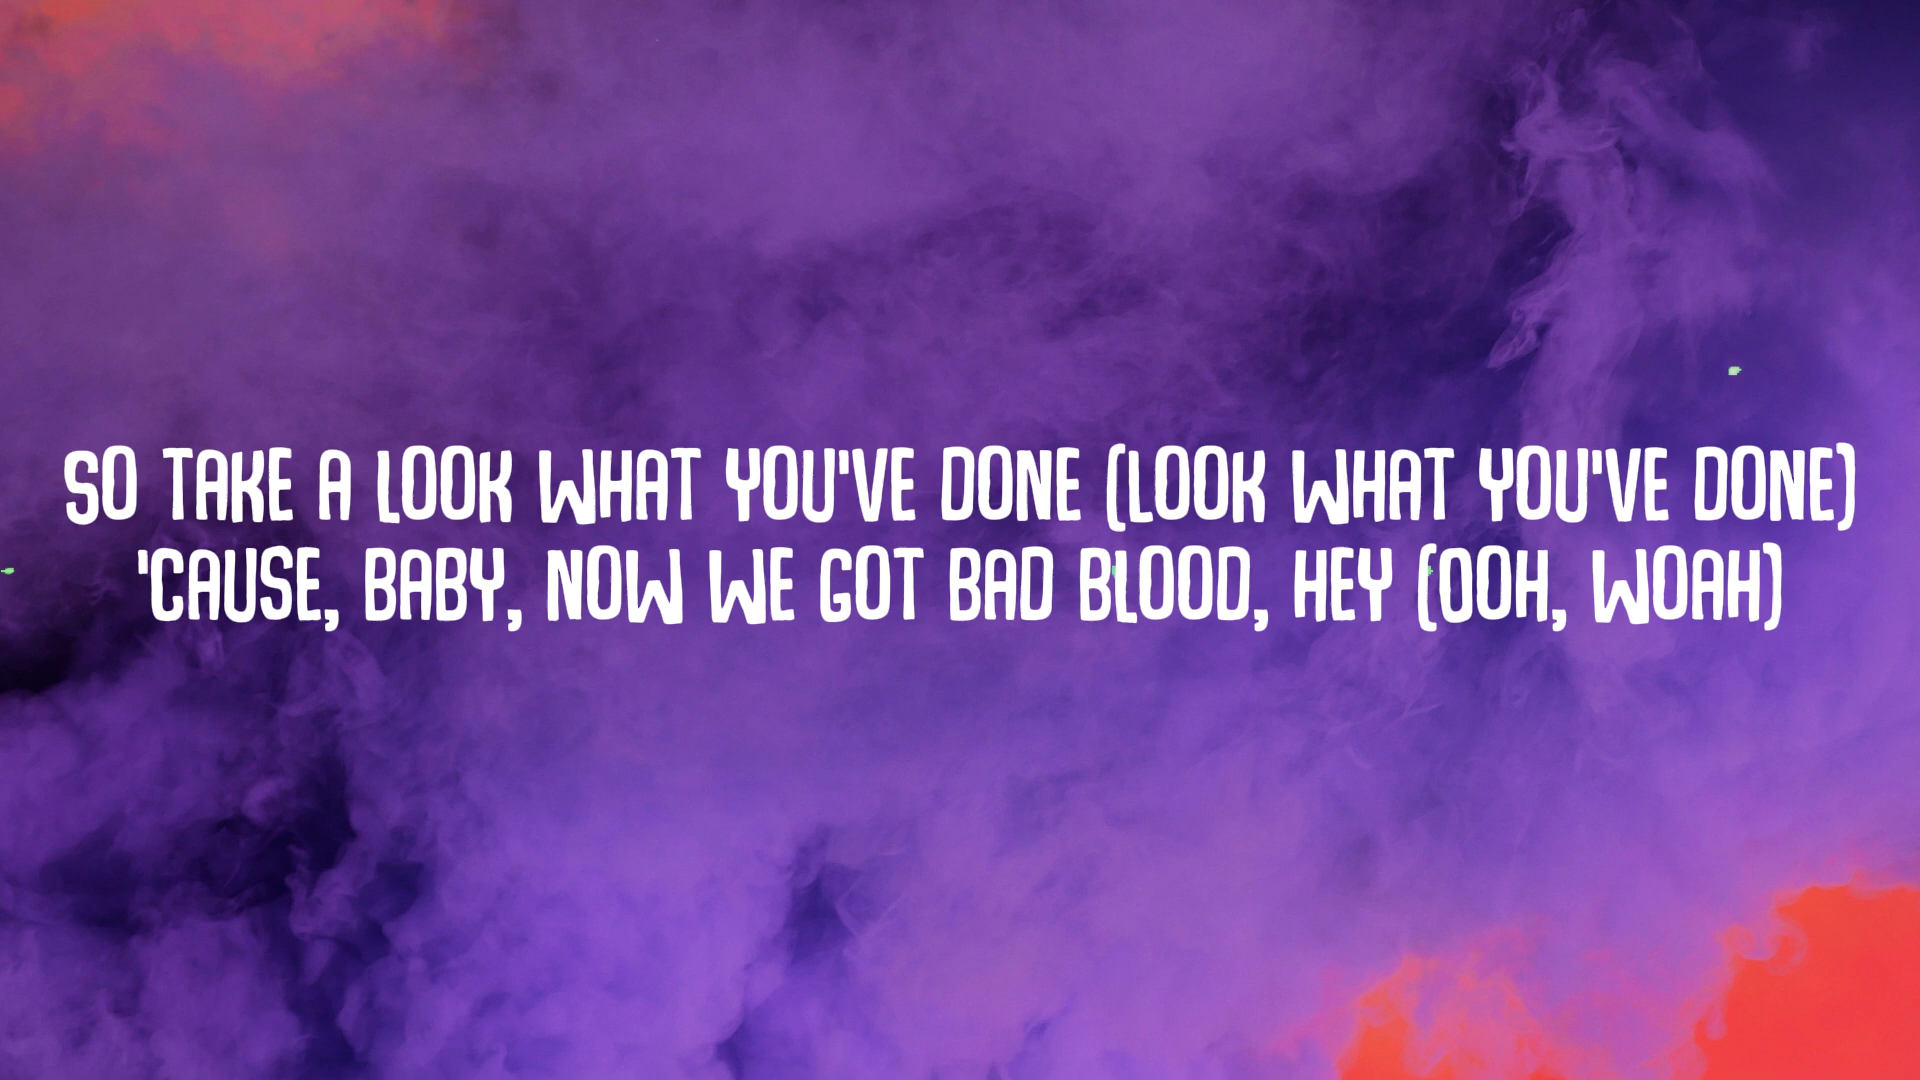 SO TAKE A LOOK WHAT YOU'VE DONE (LOOK WHAT YOU'VE DONE)
'CAUSE, BABY, NOW WE GOT BAD BLOOD, HEY (OOH, WOAH)